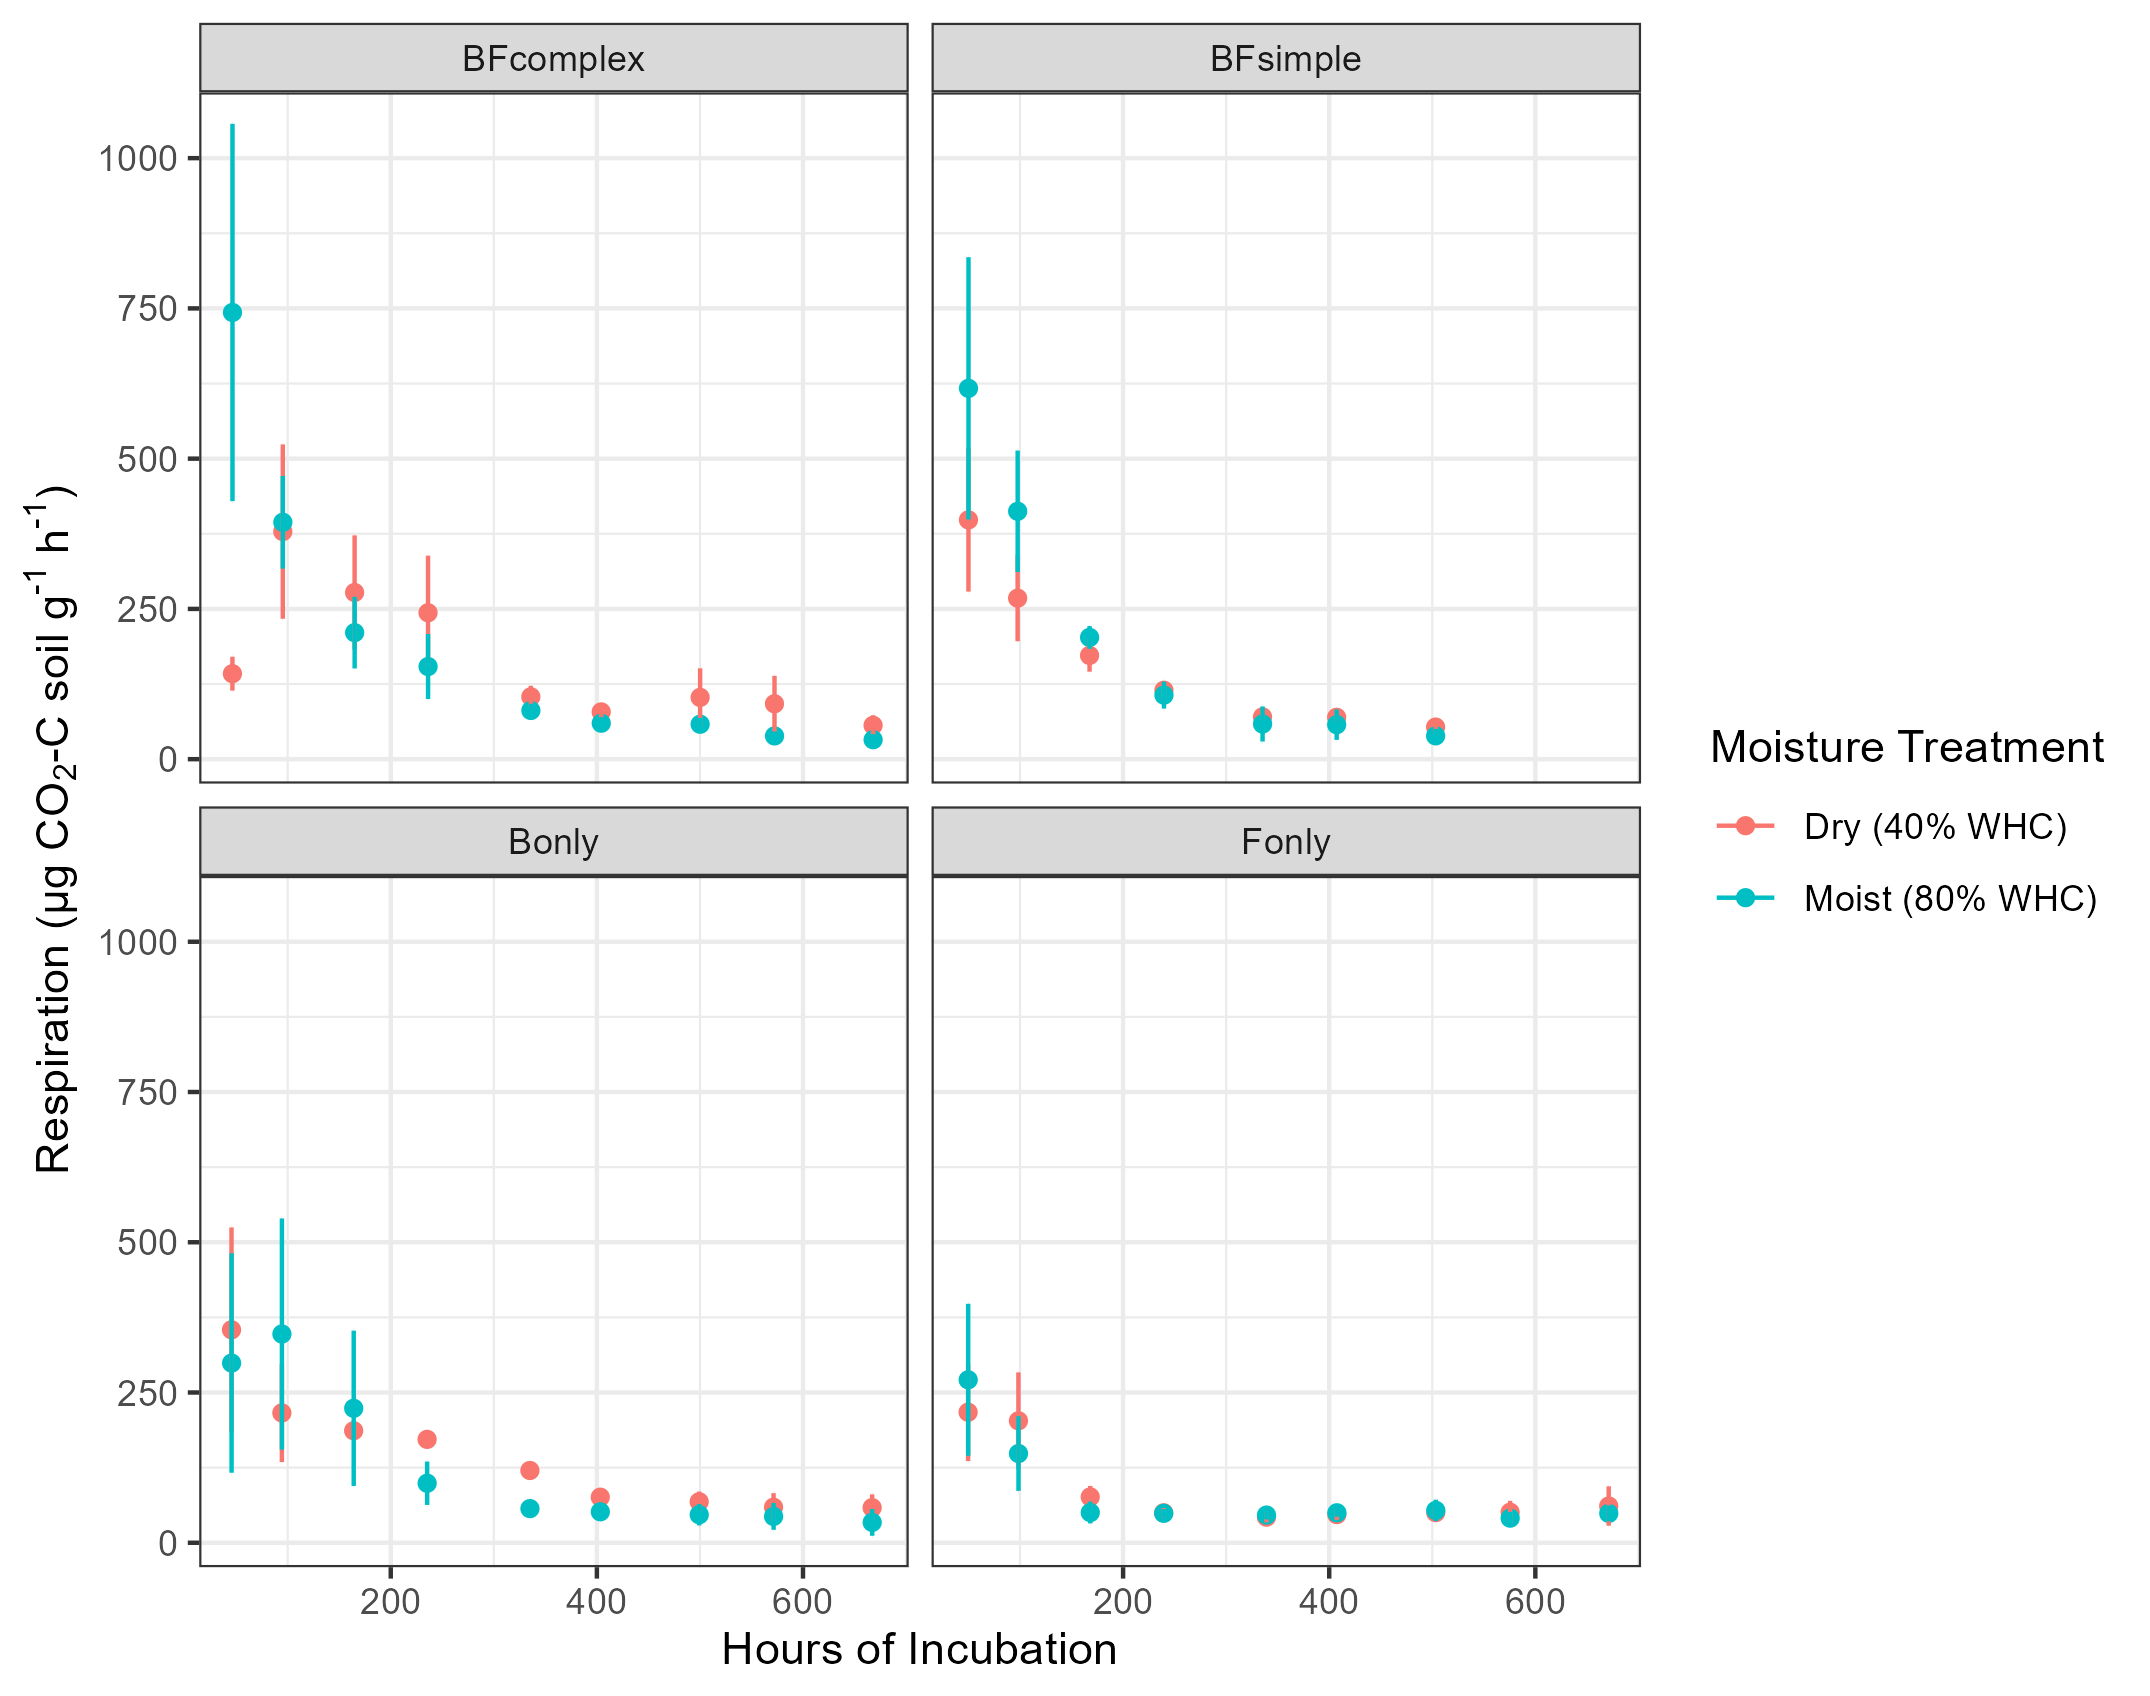 BFcomplex
BFsimple
1000
750
500
250
0
Bonly
Fonly
1000
750
500
250
0
200
400
600
200
400
600
Hours of Incubation
Respiration (µg CO₂-C soil g⁻¹ h⁻¹)
Moisture Treatment
Dry (40% WHC)
Moist (80% WHC)